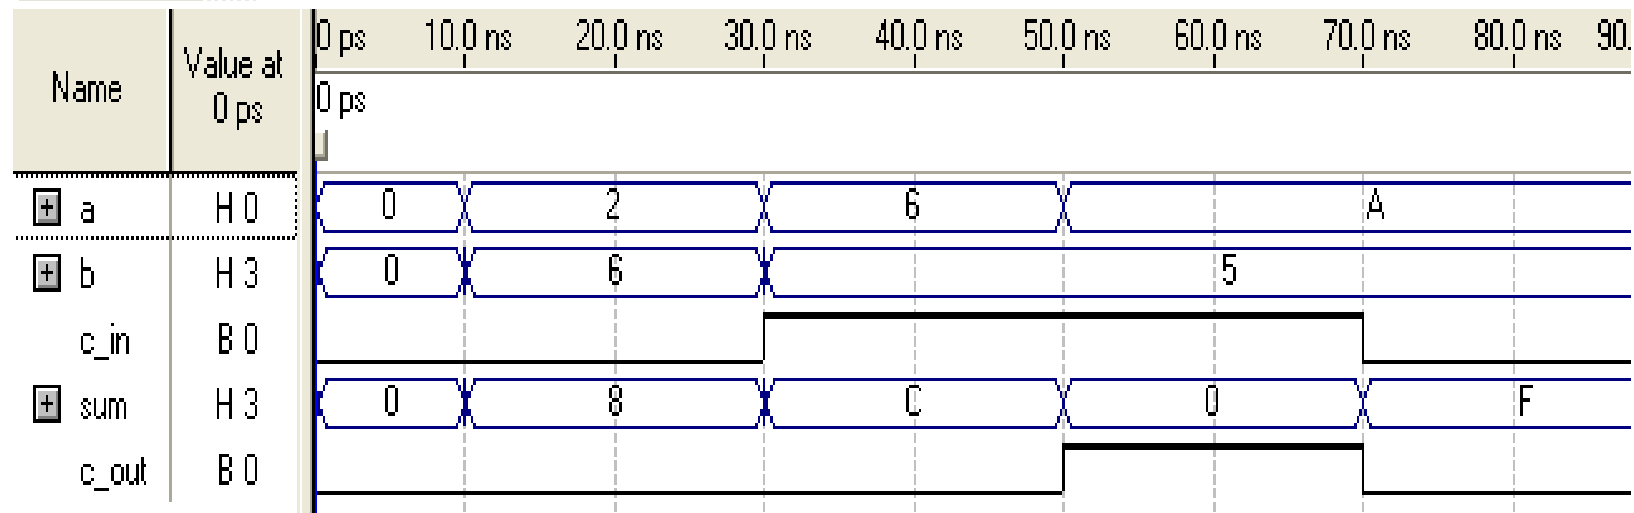 Name Value at 0 ps
0 ps 10.0 ns 20.0 ns 30.0 ns 40.0 ns 50.0 ns 60.0 ns 70.0 ns 80.0 ns 90.
0 ps
a H 0 0 2 6 A
b H 3 0 6 5
c_in B 0
sum H 3 0 8 C 0 F
c_out B 0